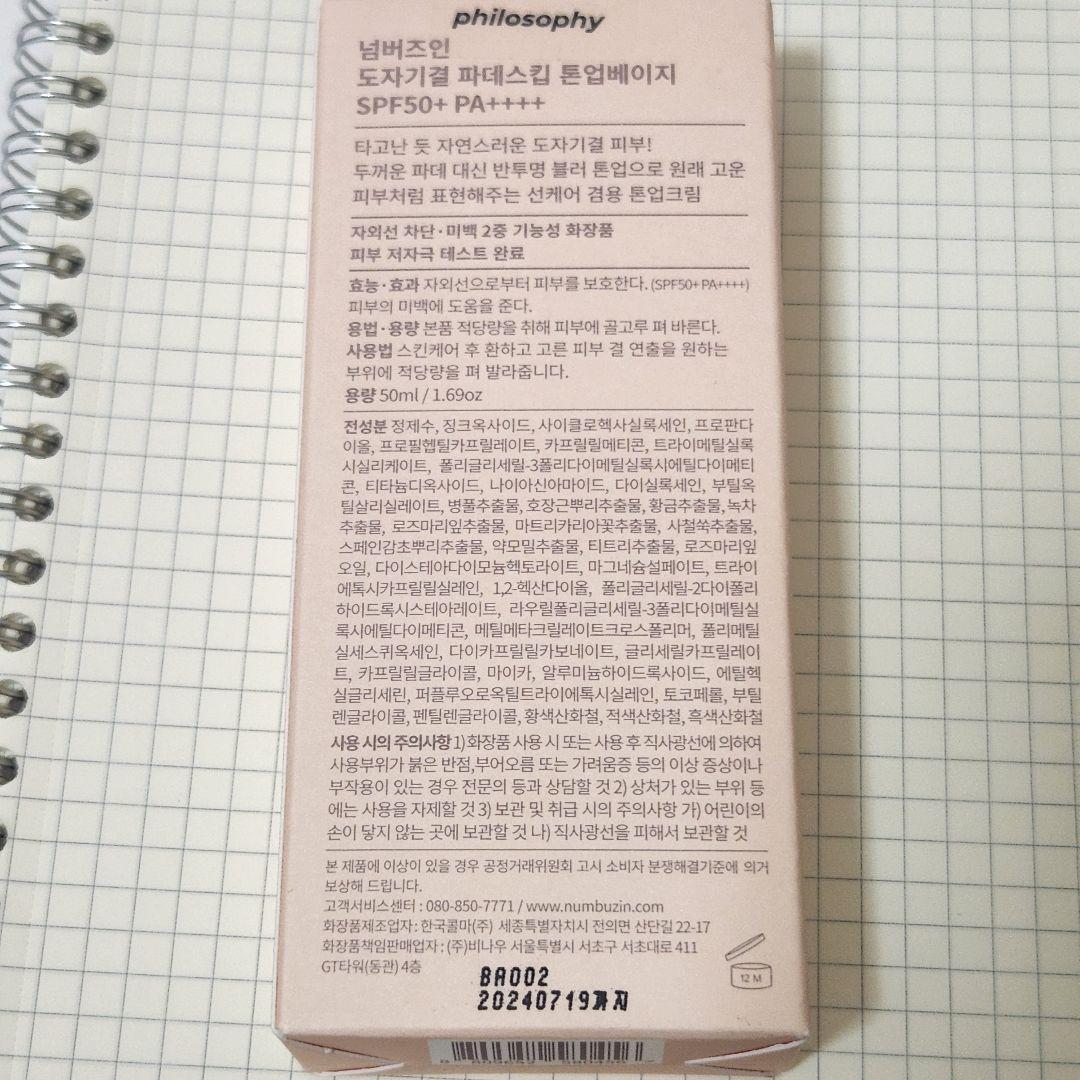 philosophy
넘버즈인
도자기결 파데스킵 톤업베이지
SPF50+ PA++++
타고난 듯 자연스러운 도자기결 피부!
두꺼운 파데 대신 반투명 블러 톤업으로 원래 고운
피부처럼 표현해주는 선케어 겸용 톤업크림
자외선 차단·미백 2중 기능성 화장품
피부 저자극 테스트 완료
효능·효과 자외선으로부터 피부를 보호한다. (SPF50+ PA++++)
피부의 미백에 도움을 준다.
용법·용량 본품 적당량을 취해 피부에 골고루 펴 바른다.
사용법 스킨케어 후 환하고 고른 피부 결 연출을 원하는
부위에 적당량을 펴 발라줍니다.
용량 50ml / 1.69oz
전성분 정제수, 징크옥사이드, 사이클로헥사실록세인, 프로판다
이올, 프로필헵틸카프릴레이트, 카프릴릴메티콘, 트라이메틸실록
시실리케이트, 폴리글리세릴-3폴리다이메틸실록시에틸다이메티
콘, 티타늄디옥사이드, 나이아신아마이드, 다이실록세인, 부틸옥
틸살리실레이트, 병풀추출물, 호장근뿌리추출물, 황금추출물, 녹차
추출물, 로즈마리잎추출물, 마트리카리아꽃추출물, 사철쑥추출물,
스페인감초뿌리추출물, 약모밀추출물, 티트리추출물, 로즈마리잎
오일, 다이스테아다이모늄헥토라이트, 마그네슘설페이트, 트라이
에톡시카프릴릴실레인, 1,2-헥산다이올, 폴리글리세릴-2다이폴리
하이드록시스테아레이트, 라우릴폴리글리세릴-3폴리다이메틸실
록시에틸다이메티콘, 메틸메타크릴레이트크로스폴리머, 폴리메틸
실세스퀴옥세인, 다이카프릴릴카보네이트, 글리세릴카프릴레이
트, 카프릴릴글라이콜, 마이카, 알루미늄하이드록사이드, 에틸헥
실글리세린, 퍼플루오로옥틸트라이에톡시실레인, 토코페롤, 부틸
렌글라이콜, 펜틸렌글라이콜, 황색산화철, 적색산화철, 흑색산화철
사용 시의 주의사항 1) 화장품 사용 시 또는 사용 후 직사광선에 의하여
사용부위가 붉은 반점, 부어오름 또는 가려움증 등의 이상 증상이나
부작용이 있는 경우 전문의 등과 상담할 것 2) 상처가 있는 부위 등
에는 사용을 자제할 것 3) 보관 및 취급 시의 주의사항 가) 어린이의
손이 닿지 않는 곳에 보관할 것 나) 직사광선을 피해서 보관할 것
본 제품에 이상이 있을 경우 공정거래위원회 고시 소비자 분쟁해결기준에 의거
보상해 드립니다.
고객서비스센터 : 080-850-7771 / www.numbuzin.com
화장품제조업자 : 한국콜마(주) 세종특별자치시 전의면 산단길 22-17
화장품책임판매업자 : (주)비나우 서울특별시 서초구 서초대로 411
GT타워(동관) 4층
12 M
BA002
20240719까지